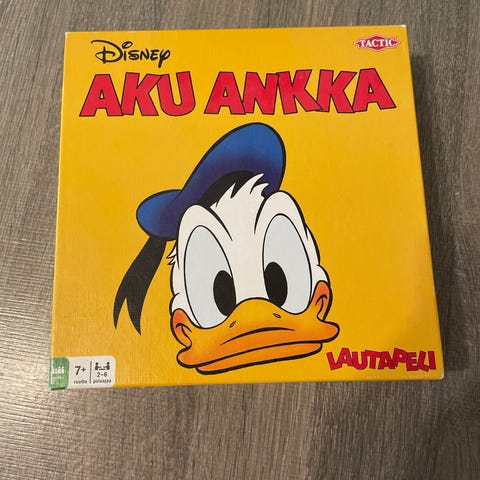 Disney
TACTIC
AKU ANKKA
LAUTAPELI
7+
vuotta
2-6
pelaajaa